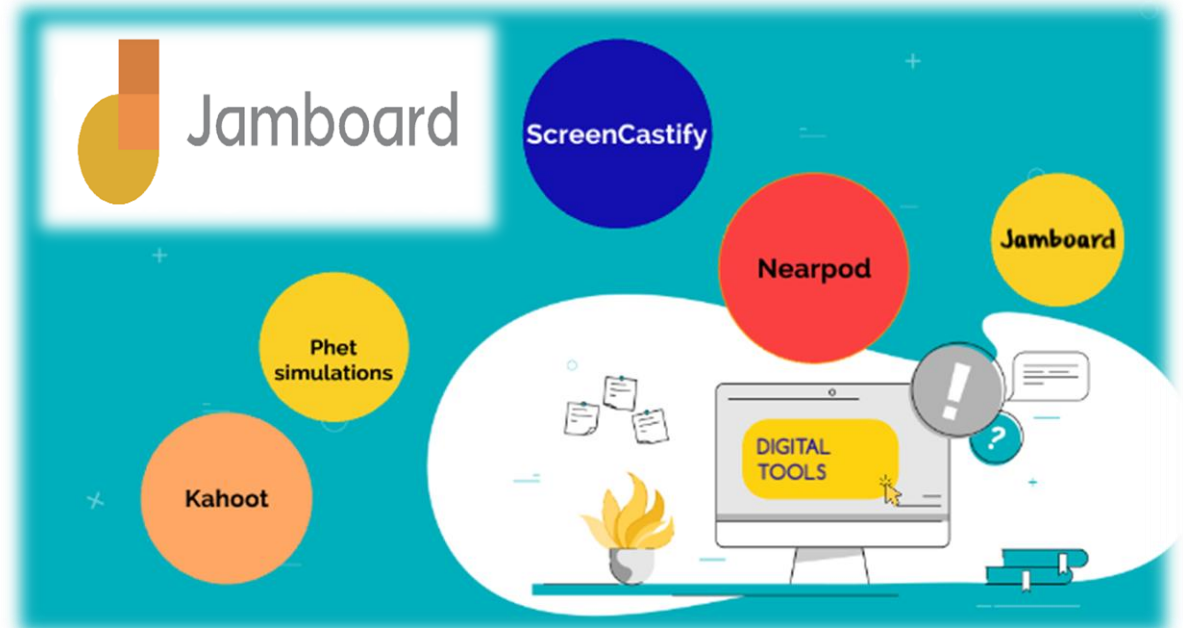 Jamboard
ScreenCastify
Nearpod
Jamboard
Phet
simulations
Kahoot
DIGITAL
TOOLS
!
?